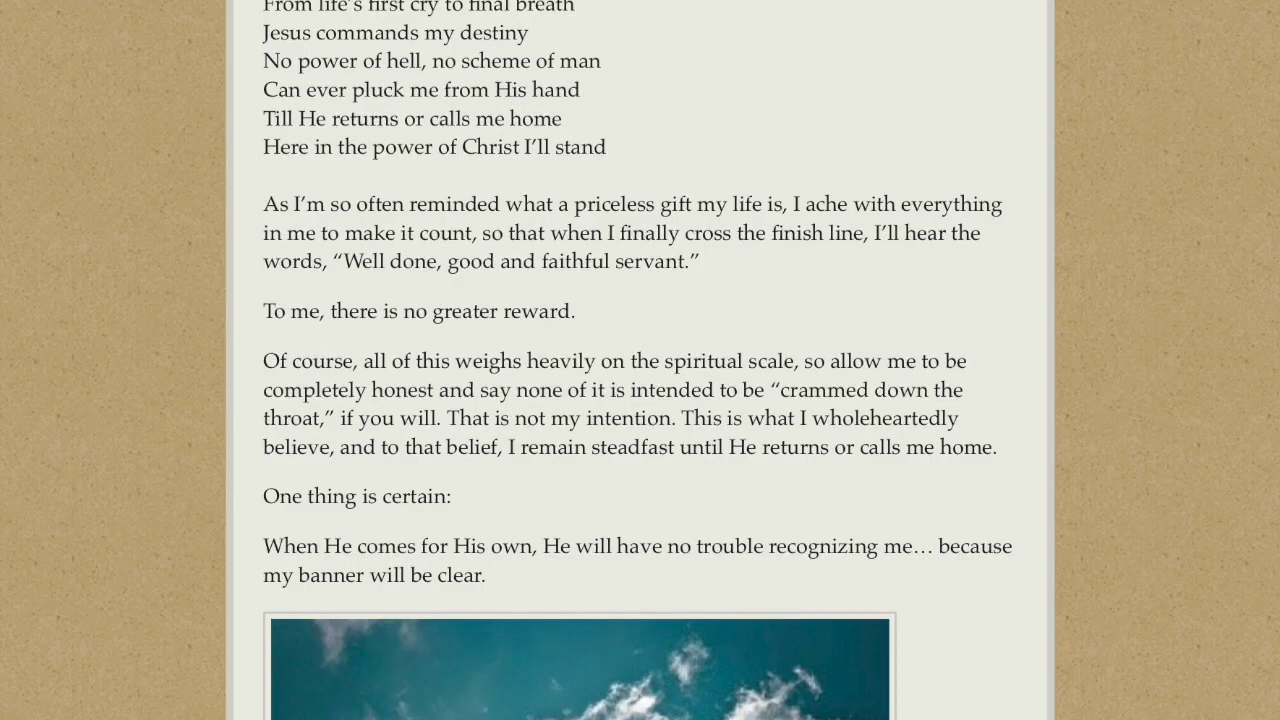 From life's first cry to final breath
Jesus commands my destiny
No power of hell, no scheme of man
Can ever pluck me from His hand
Till He returns or calls me home
Here in the power of Christ I’ll stand
As I’m so often reminded what a priceless gift my life is, I ache with everything
in me to make it count, so that when I finally cross the finish line, I’ll hear the
words, “Well done, good and faithful servant.”
To me, there is no greater reward.
Of course, all of this weighs heavily on the spiritual scale, so allow me to be
completely honest and say none of it is intended to be “crammed down the
throat,” if you will. That is not my intention. This is what I wholeheartedly
believe, and to that belief, I remain steadfast until He returns or calls me home.
One thing is certain:
When He comes for His own, He will have no trouble recognizing me… because
my banner will be clear.